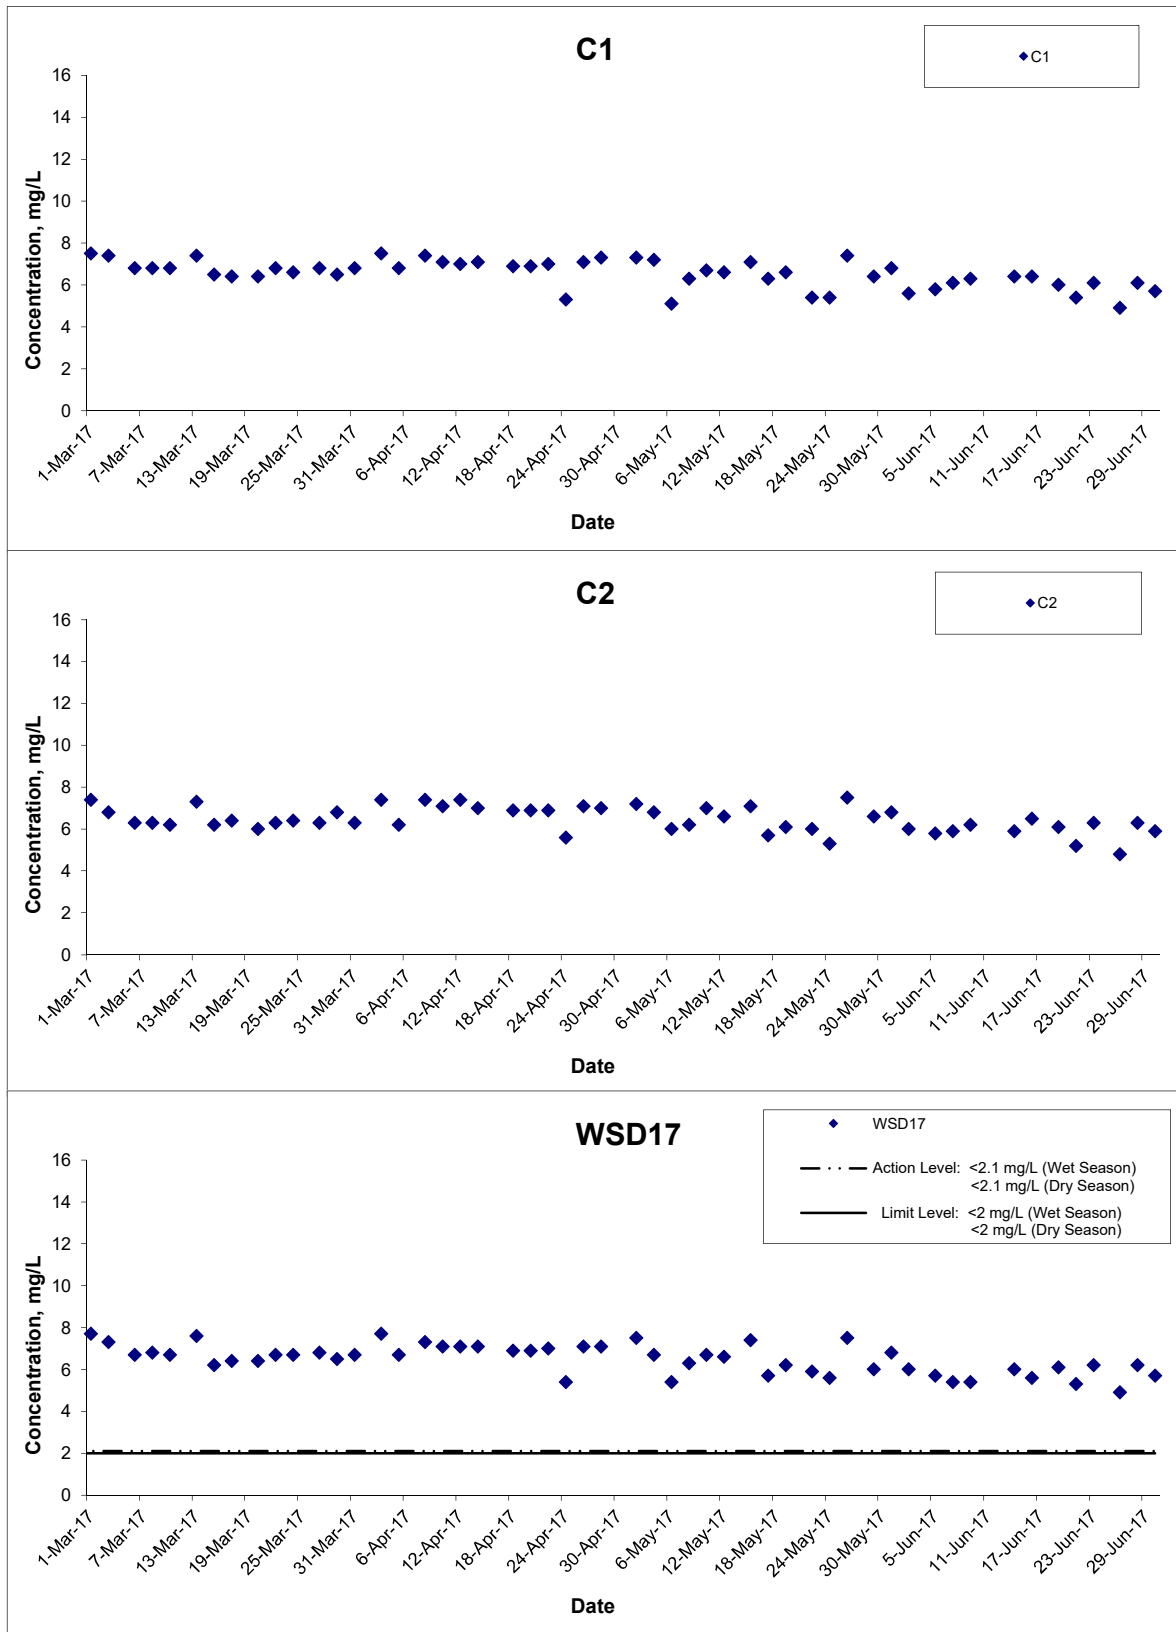 C1
C1
16
14
12
10
8
6
4
2
0
Concentration, mg/L
1-Mar-17
7-Mar-17
13-Mar-17
19-Mar-17
25-Mar-17
31-Mar-17
6-Apr-17
12-Apr-17
18-Apr-17
24-Apr-17
30-Apr-17
6-May-17
12-May-17
18-May-17
24-May-17
30-May-17
5-Jun-17
11-Jun-17
17-Jun-17
23-Jun-17
29-Jun-17
Date
C2
C2
16
14
12
10
8
6
4
2
0
Concentration, mg/L
1-Mar-17
7-Mar-17
13-Mar-17
19-Mar-17
25-Mar-17
31-Mar-17
6-Apr-17
12-Apr-17
18-Apr-17
24-Apr-17
30-Apr-17
6-May-17
12-May-17
18-May-17
24-May-17
30-May-17
5-Jun-17
11-Jun-17
17-Jun-17
23-Jun-17
29-Jun-17
Date
WSD17
WSD17
Action Level: <2.1 mg/L (Wet Season)
<2.1 mg/L (Dry Season)
Limit Level: <2 mg/L (Wet Season)
<2 mg/L (Dry Season)
16
14
12
10
8
6
4
2
0
Concentration, mg/L
1-Mar-17
7-Mar-17
13-Mar-17
19-Mar-17
25-Mar-17
31-Mar-17
6-Apr-17
12-Apr-17
18-Apr-17
24-Apr-17
30-Apr-17
6-May-17
12-May-17
18-May-17
24-May-17
30-May-17
5-Jun-17
11-Jun-17
17-Jun-17
23-Jun-17
29-Jun-17
Date